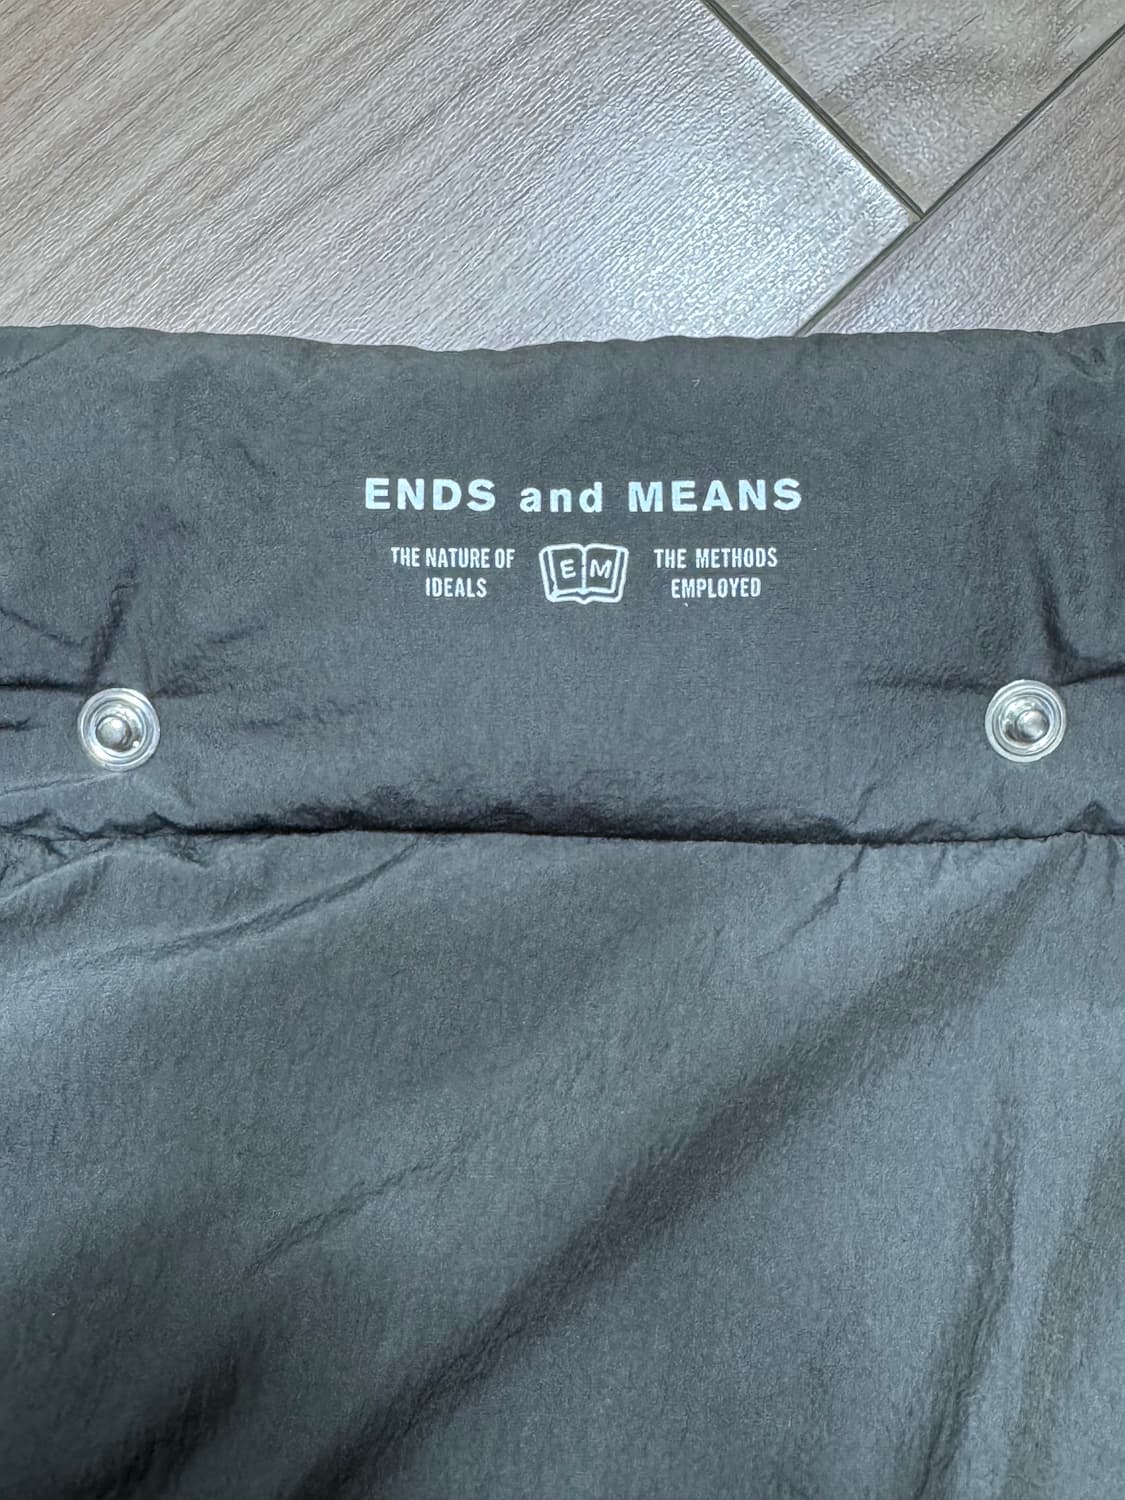 ENDS and MEANS
THE NATURE OF
IDEALS
E M
THE METHODS
EMPLOYED